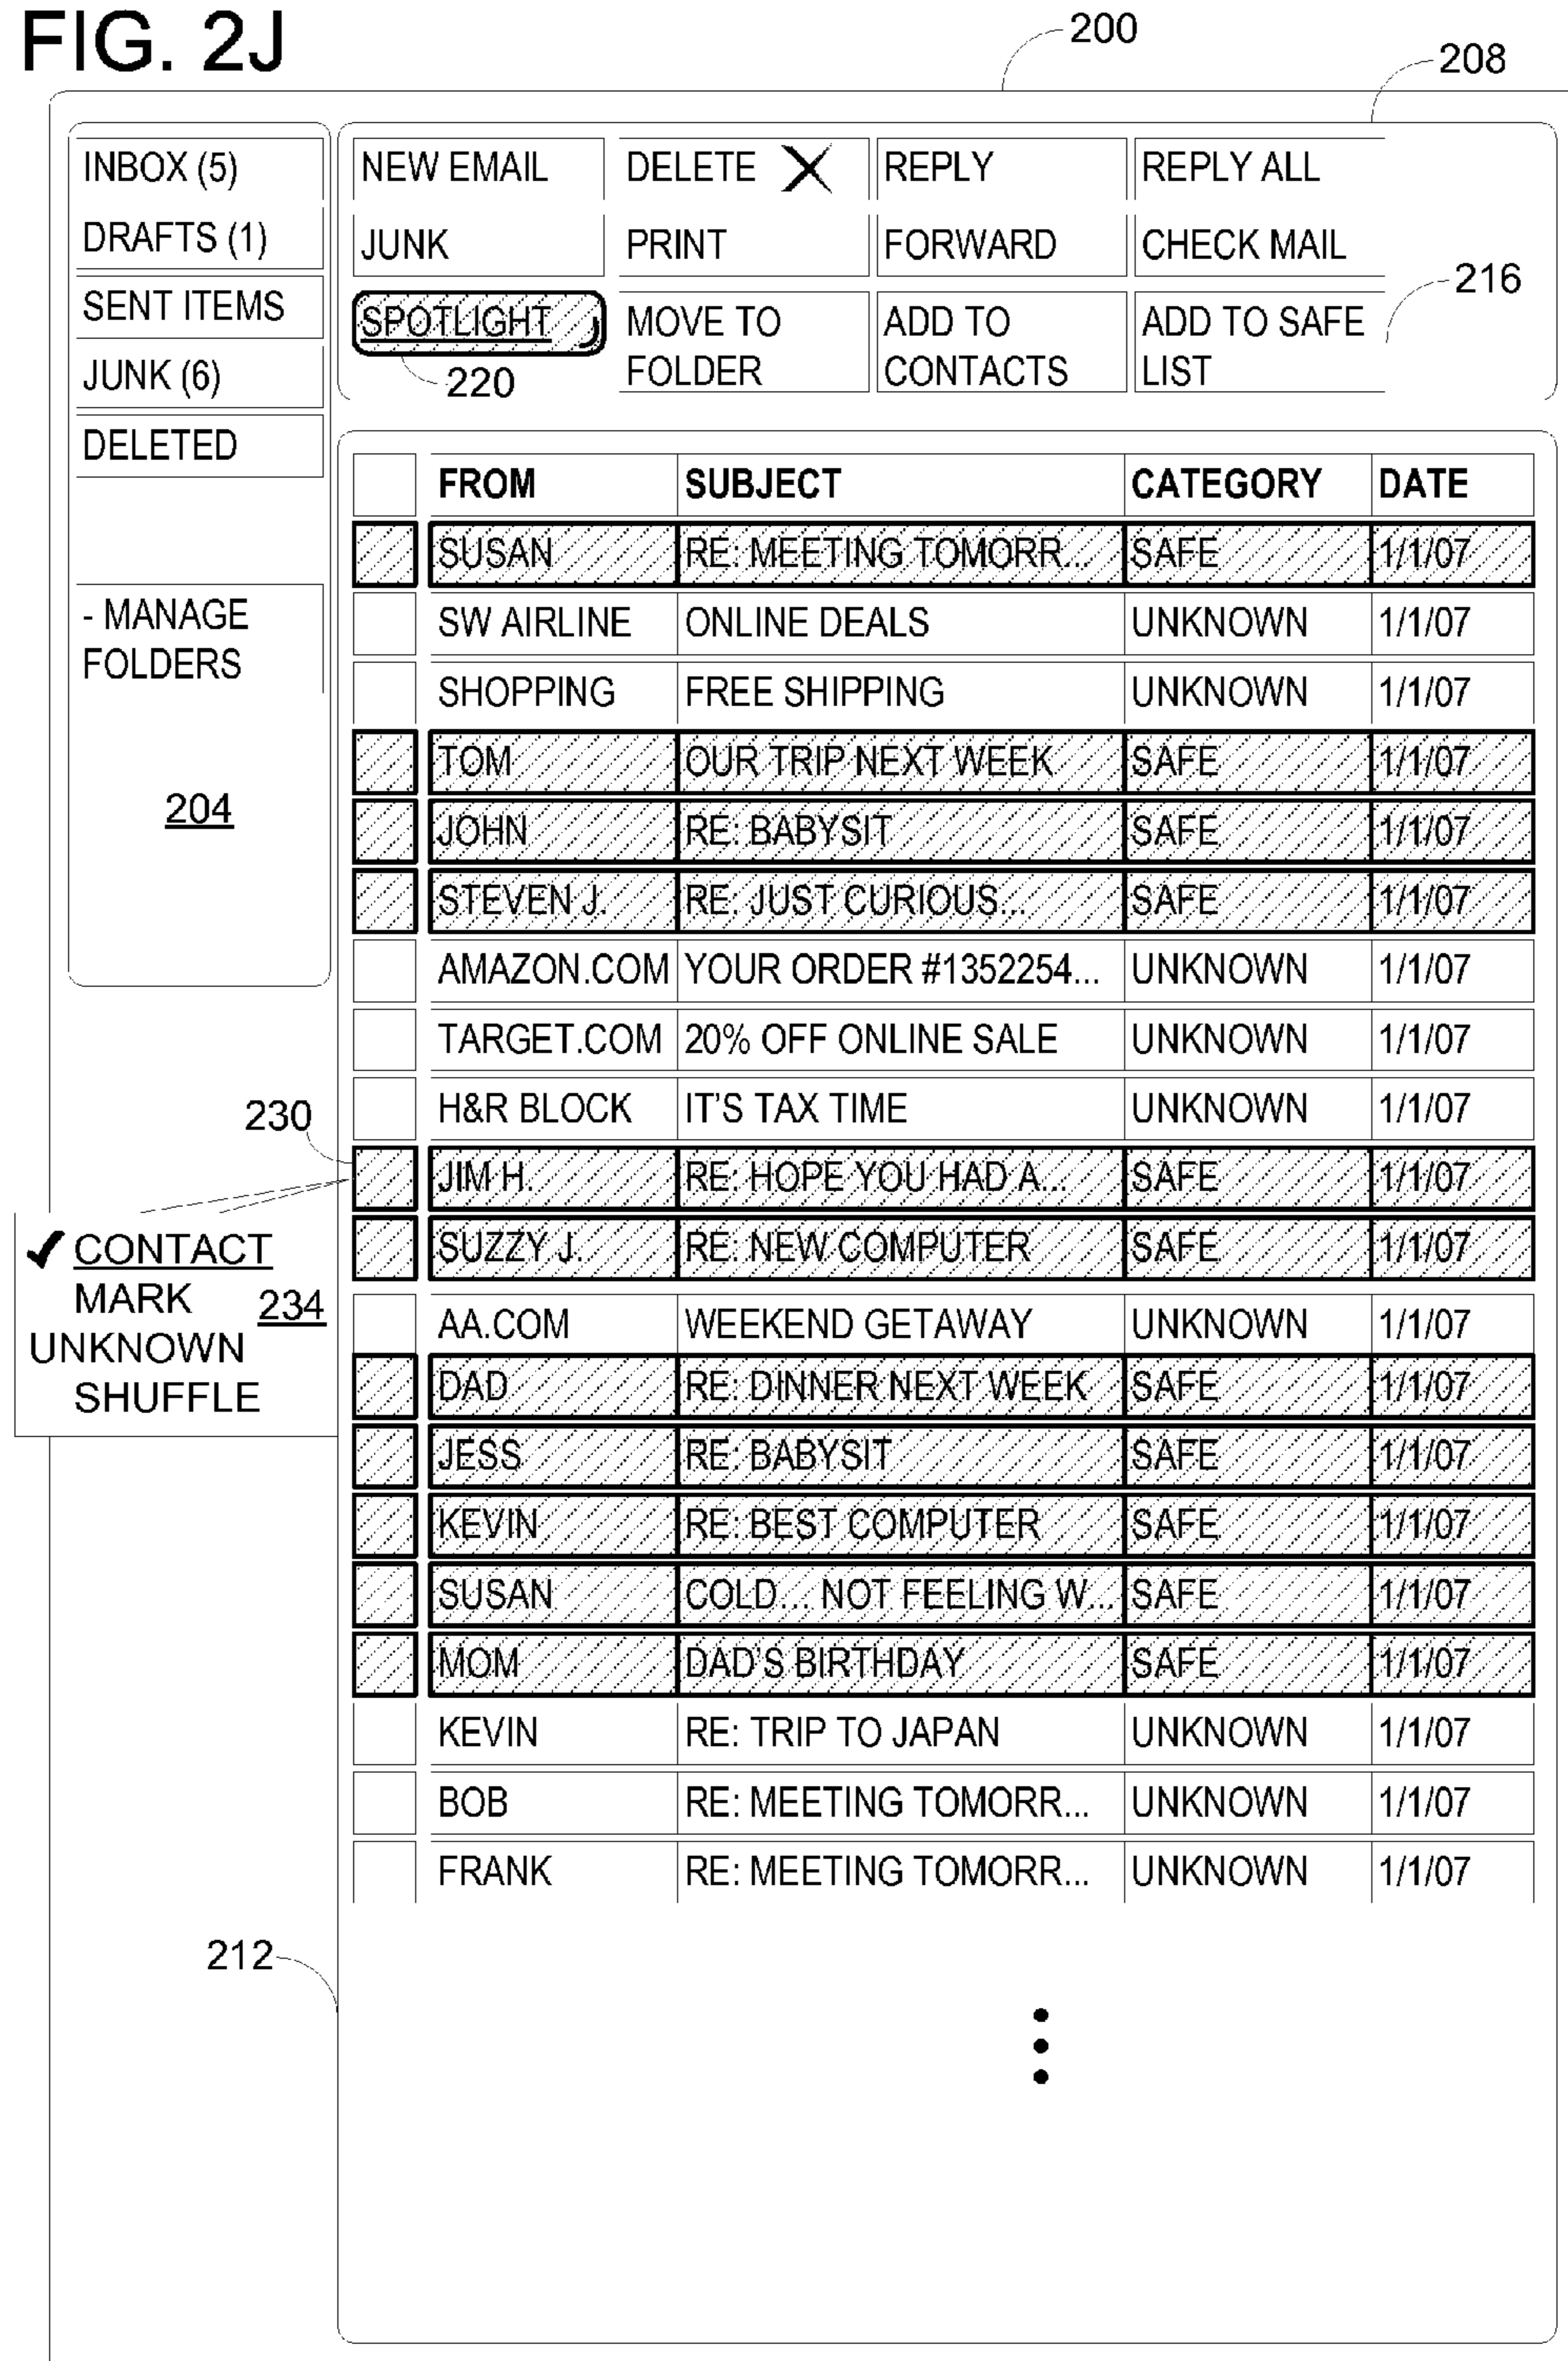 FIG. 2J
200
208
INBOX (5)
DRAFTS (1)
SENT ITEMS
JUNK (6)
DELETED
- MANAGE
FOLDERS
204
NEW EMAIL DELETE REPLY REPLY ALL
JUNK PRINT FORWARD CHECK MAIL
216
SPOTLIGHT MOVE TO FOLDER ADD TO CONTACTS ADD TO SAFE LIST
220
FROM SUBJECT CATEGORY DATE
SUSAN RE: MEETING TOMORR... SAFE 1/1/07
SW AIRLINE ONLINE DEALS UNKNOWN 1/1/07
SHOPPING FREE SHIPPING UNKNOWN 1/1/07
TOM OUR TRIP NEXT WEEK SAFE 1/1/07
JOHN RE: BABYSIT SAFE 1/1/07
STEVEN J. RE: JUST CURIOUS... SAFE 1/1/07
AMAZON.COM YOUR ORDER #1352254... UNKNOWN 1/1/07
TARGET.COM 20% OFF ONLINE SALE UNKNOWN 1/1/07
H&R BLOCK IT'S TAX TIME UNKNOWN 1/1/07
230
JIM H. RE: HOPE YOU HAD A... SAFE 1/1/07
SUZZY J. RE: NEW COMPUTER SAFE 1/1/07
AA.COM WEEKEND GETAWAY UNKNOWN 1/1/07
DAD RE: DINNER NEXT WEEK SAFE 1/1/07
JESS RE: BABYSIT SAFE 1/1/07
KEVIN RE: BEST COMPUTER SAFE 1/1/07
SUSAN COLD... NOT FEELING W... SAFE 1/1/07
MOM DAD'S BIRTHDAY SAFE 1/1/07
KEVIN RE: TRIP TO JAPAN UNKNOWN 1/1/07
BOB RE: MEETING TOMORR... UNKNOWN 1/1/07
FRANK RE: MEETING TOMORR... UNKNOWN 1/1/07
✔ CONTACT
MARK
234
UNKNOWN
SHUFFLE
212